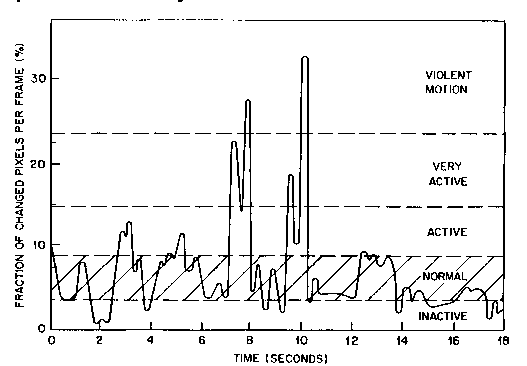 FRACTION OF CHANGED PIXELS PER FRAME (%)
30
20
10
0
VIOLENT
MOTION
VERY
ACTIVE
ACTIVE
NORMAL
INACTIVE
0 2 4 6 8 10 12 14 16 18
TIME (SECONDS)